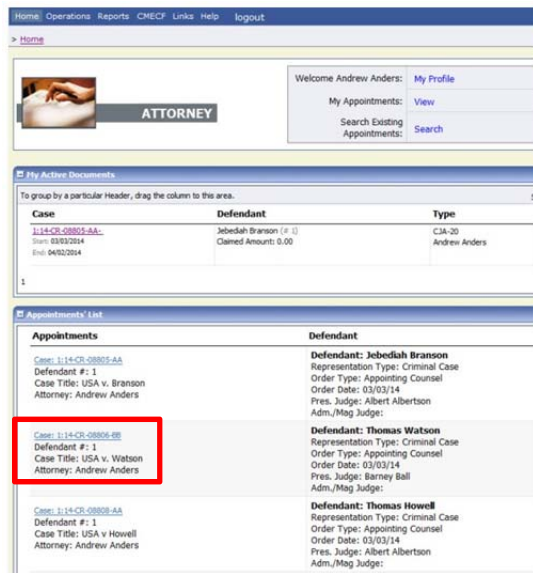 Home Operations Reports CMECF Links Help logout
> Home
ATTORNEY
Welcome Andrew Anders: My Profile
My Appointments: View
Search Existing
Appointments: Search
My Active Documents
To group by a particular Header, drag the column to this area.
Case Defendant Type
1:14-CR-08805-AA- Jebediah Branson (# 1) CJA-20
Start: 03/03/2014 Claimed Amount: 0.00 Andrew Anders
End: 04/02/2014
1
Appointments' List
Appointments Defendant
Case: 1:14-CR-08805-AA
Defendant #: 1
Case Title: USA v. Branson
Attorney: Andrew Anders
Defendant: Jebediah Branson
Representation Type: Criminal Case
Order Type: Appointing Counsel
Order Date: 03/03/14
Pres. Judge: Albert Albertson
Adm./Mag Judge:
Case: 1:14-CR-08806-BB
Defendant #: 1
Case Title: USA v. Watson
Attorney: Andrew Anders
Defendant: Thomas Watson
Representation Type: Criminal Case
Order Type: Appointing Counsel
Order Date: 03/03/14
Pres. Judge: Barney Ball
Adm./Mag Judge:
Case: 1:14-CR-08808-AA
Defendant #: 1
Case Title: USA v Howell
Attorney: Andrew Anders
Defendant: Thomas Howell
Representation Type: Criminal Case
Order Type: Appointing Counsel
Order Date: 03/03/14
Pres. Judge: Albert Albertson
Adm./Mag Judge: